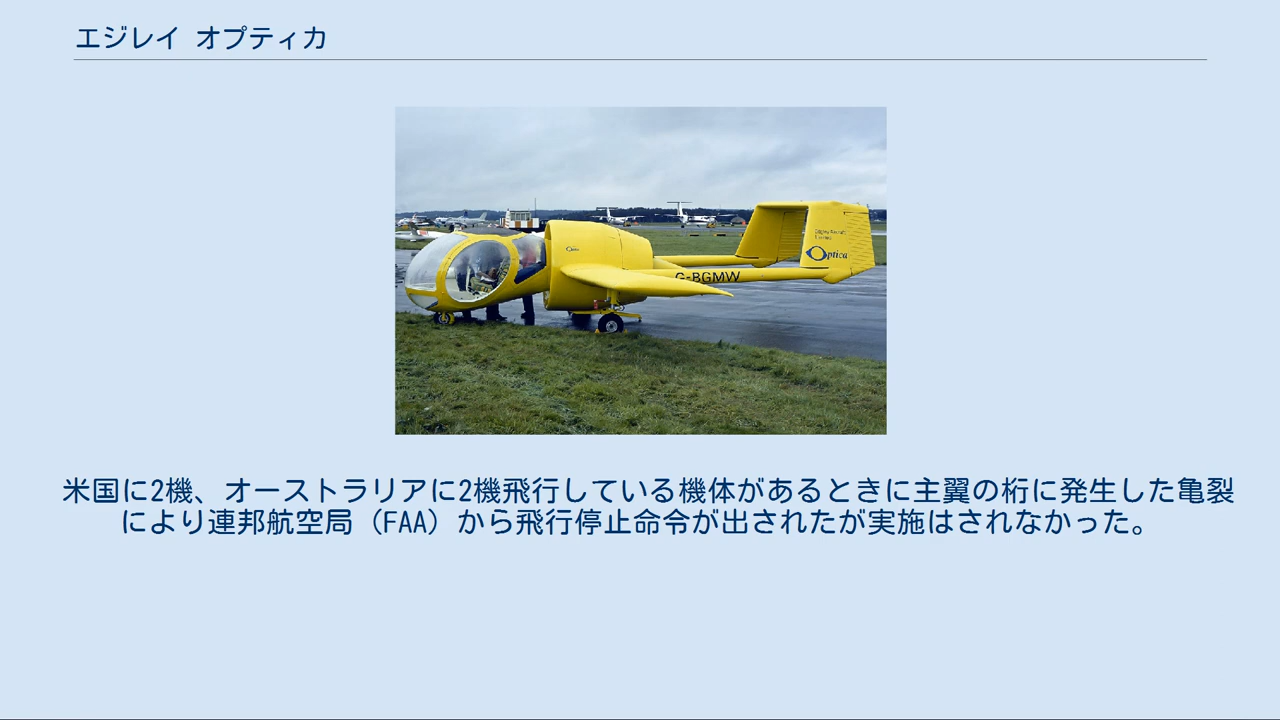 エジレイ オプティカ
Optica
G-BGMW
米国に2機、オーストラリアに2機飛行している機体があるときに主翼の桁に発生した亀裂
により連邦航空局（FAA）から飛行停止命令が出されたが実施はされなかった。